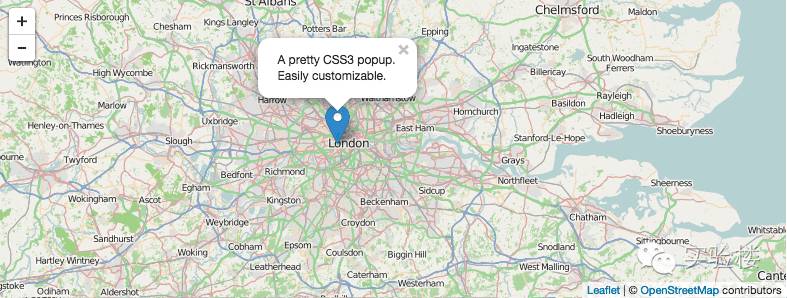 Princes Risborough
St Albans
Potters Bar
Epping
Chelmsford
Maldon
+
−
Kings Langley
Watlington
High Wycombe
Rickmansworth
A pretty CSS3 popup.
Easily customizable.
×
Ingatestone
Billericay
South Woodham
Ferrers
Marlow
Harrow
Walthamstow
Hornchurch
Basildon
Rayleigh
Hadleigh
Henley-on-Thames
Uxbridge
East Ham
Stanford-Le-Hope
Shoeburyness
Slough
London
Twyford
Bedfont
Richmond
Grays
Egham
Sidcup
Northfleet
Sheerness
Wokingham
Ascot
Kingston
Beckenham
Weybridge
Croydon
Chatham
Sandhurst
Epsom
Sittingbourne
Whitstable
Hartley Wintney
Woking
Cobham
Coulsdon
Biggin Hill
Snodland
实验楼
Leatherhead
Caterham
West Malling
Cante
Odiham
Aldershot
Redhill
Westerham
Leaflet | © OpenStreetMap contributors